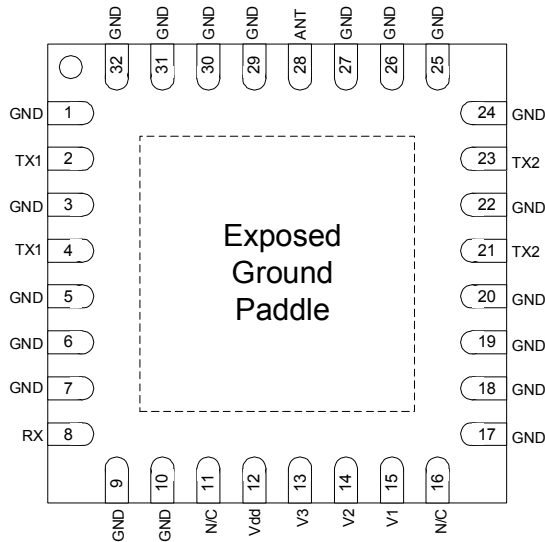 GND GND GND GND ANT GND GND GND
32 31 30 29 28 27 26 25
GND 1 24 GND
TX1 2 23 TX2
GND 3 22 GND
TX1 4 21 TX2
GND 5 20 GND
GND 6 19 GND
GND 7 18 GND
RX 8 17 GND
Exposed
Ground
Paddle
9 10 11 12 13 14 15 16
GND GND N/C Vdd V3 V2 V1 N/C